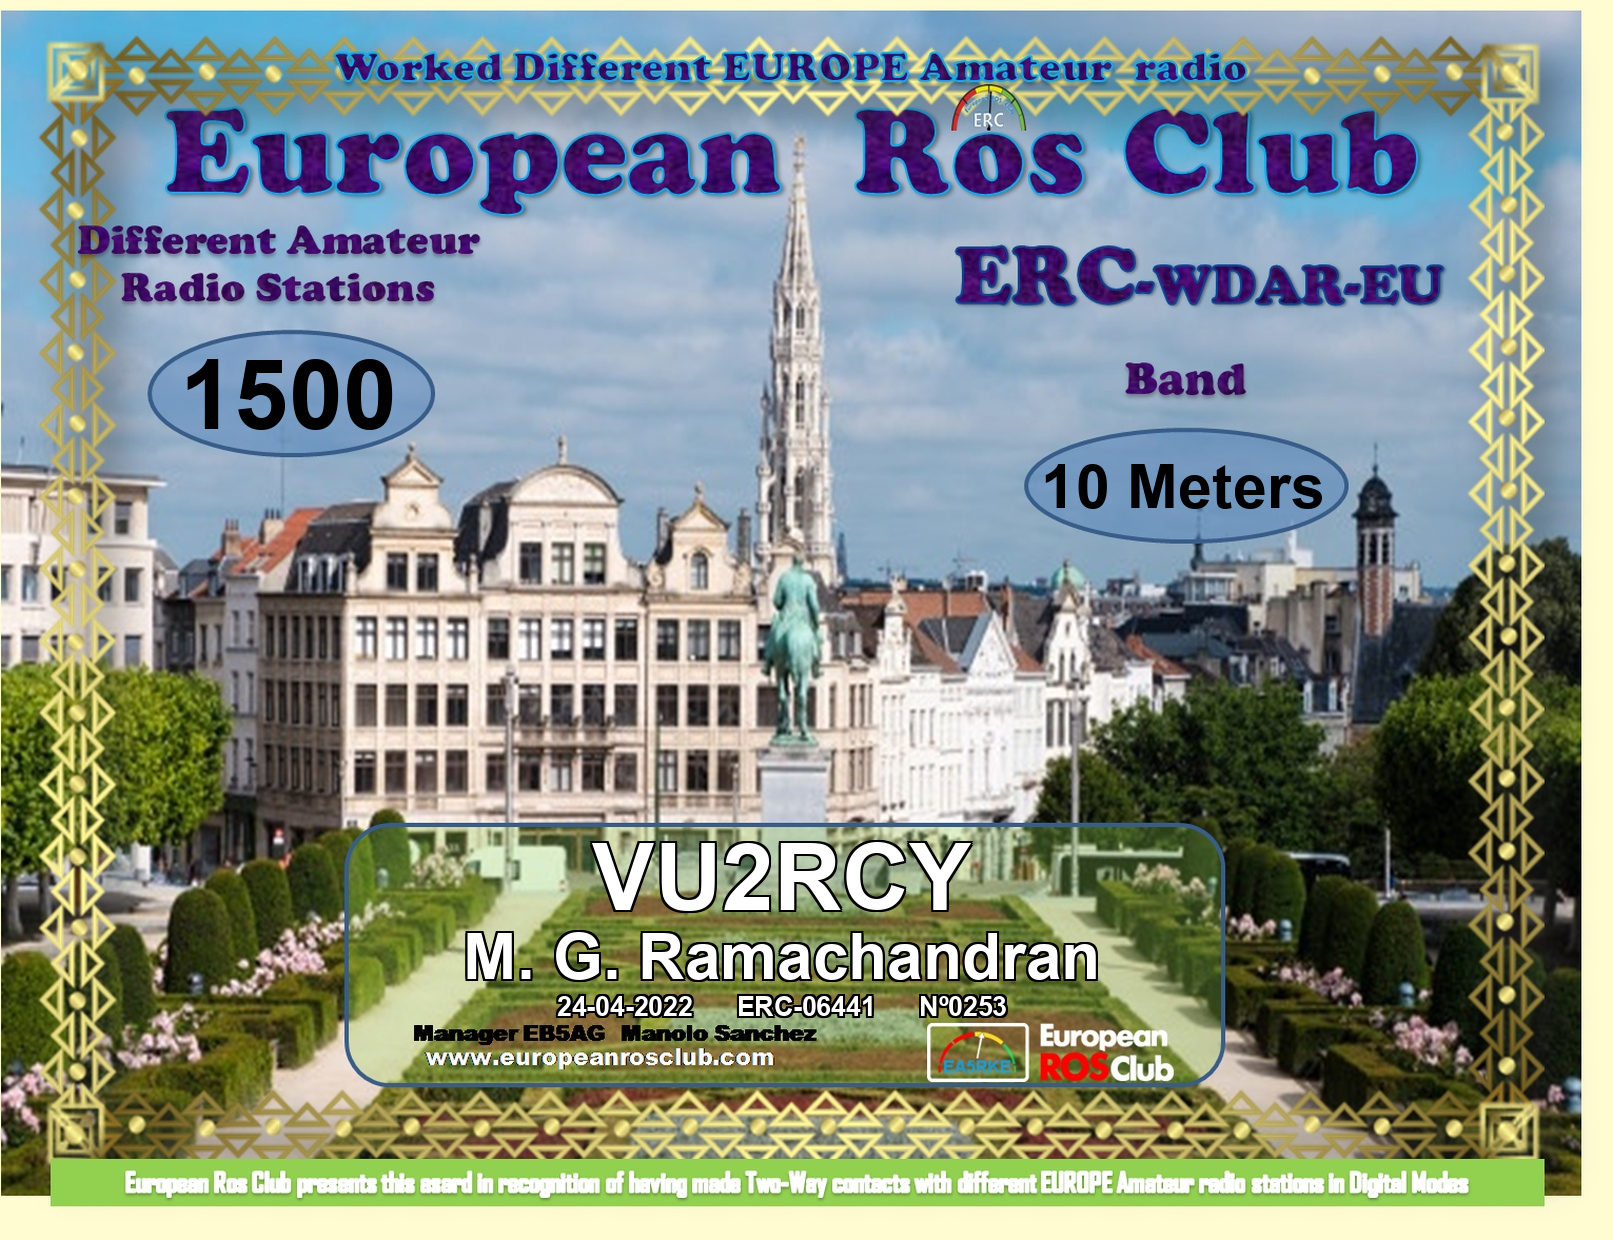 Worked Different EUROPE Amateur radio
ERC
European Ros Club
Different Amateur
Radio Stations
ERC-WDAR-EU
1500
Band
10 Meters
VU2RCY
M. G. Ramachandran
24-04-2022 ERC-06441 Nº0253
Manager EB5AG Manolo Sanchez
www.europeanrosclub.com
EA5RKE
European
ROSClub
European Ros Club presents this award in recognition of having made Two-Way contacts with different EUROPE Amateur radio stations in Digital Modes